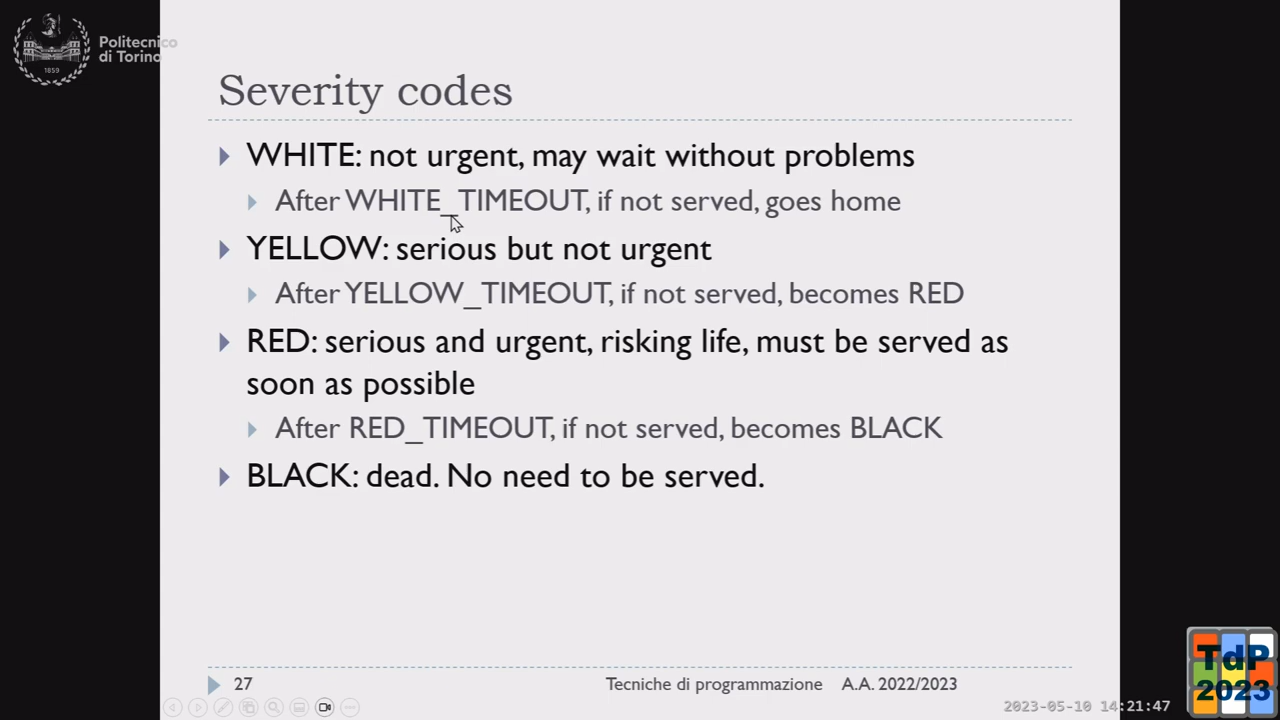 Politecnico
di Torino
1859
Severity codes
WHITE: not urgent, may wait without problems
After WHITE_TIMEOUT, if not served, goes home
YELLOW: serious but not urgent
After YELLOW_TIMEOUT, if not served, becomes RED
RED: serious and urgent, risking life, must be served as
soon as possible
After RED_TIMEOUT, if not served, becomes BLACK
BLACK: dead. No need to be served.
27
Tecniche di programmazione A.A. 2022/2023
2023-05-10 14:21:47
TdP
2023